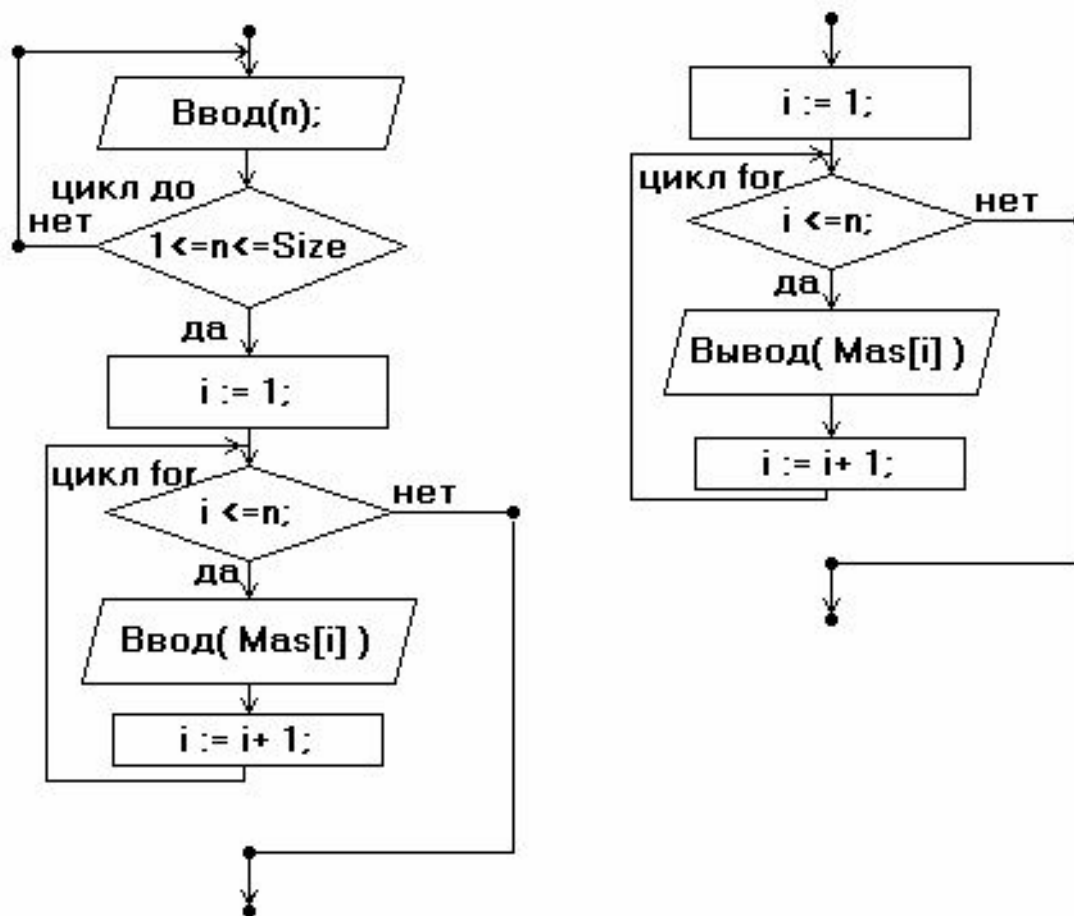 Ввод(n);
цикл до
нет
1<=n<=Size
да
i := 1;
цикл for
i <=n;
нет
да
Ввод( Mas[i] )
i := i+ 1;
i := 1;
цикл for
i <=n;
нет
да
Вывод( Mas[i] )
i := i+ 1;